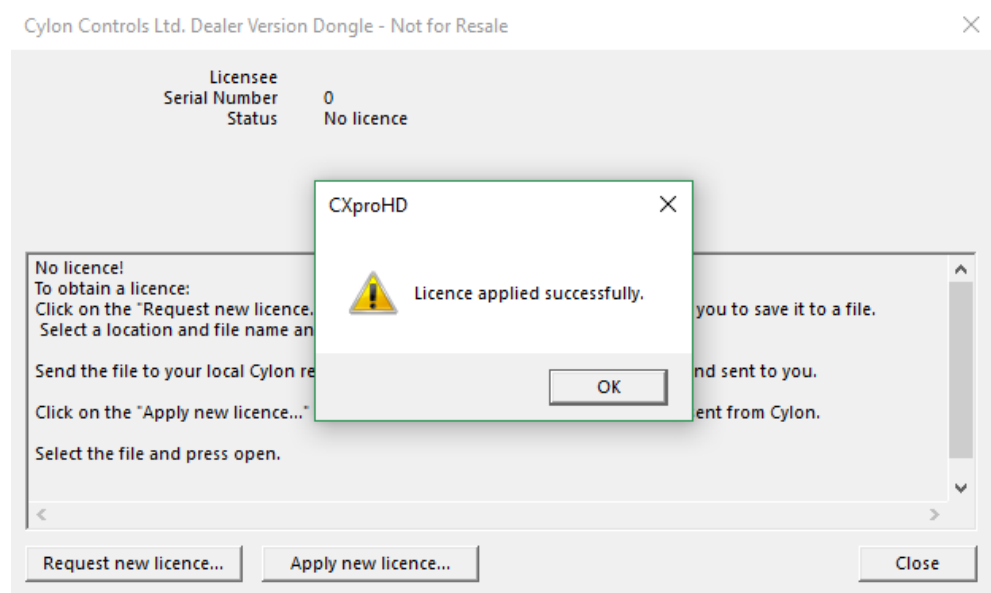 Cylon Controls Ltd. Dealer Version Dongle - Not for Resale
Licensee
Serial Number 0
Status No licence
CXproHD
Licence applied successfully.
OK
No licence!
To obtain a licence:
Click on the "Request new licence. you to save it to a file.
Select a location and file name an
Send the file to your local Cylon re nd sent to you.
Click on the "Apply new licence..." ent from Cylon.
Select the file and press open.
Request new licence... Apply new licence... Close